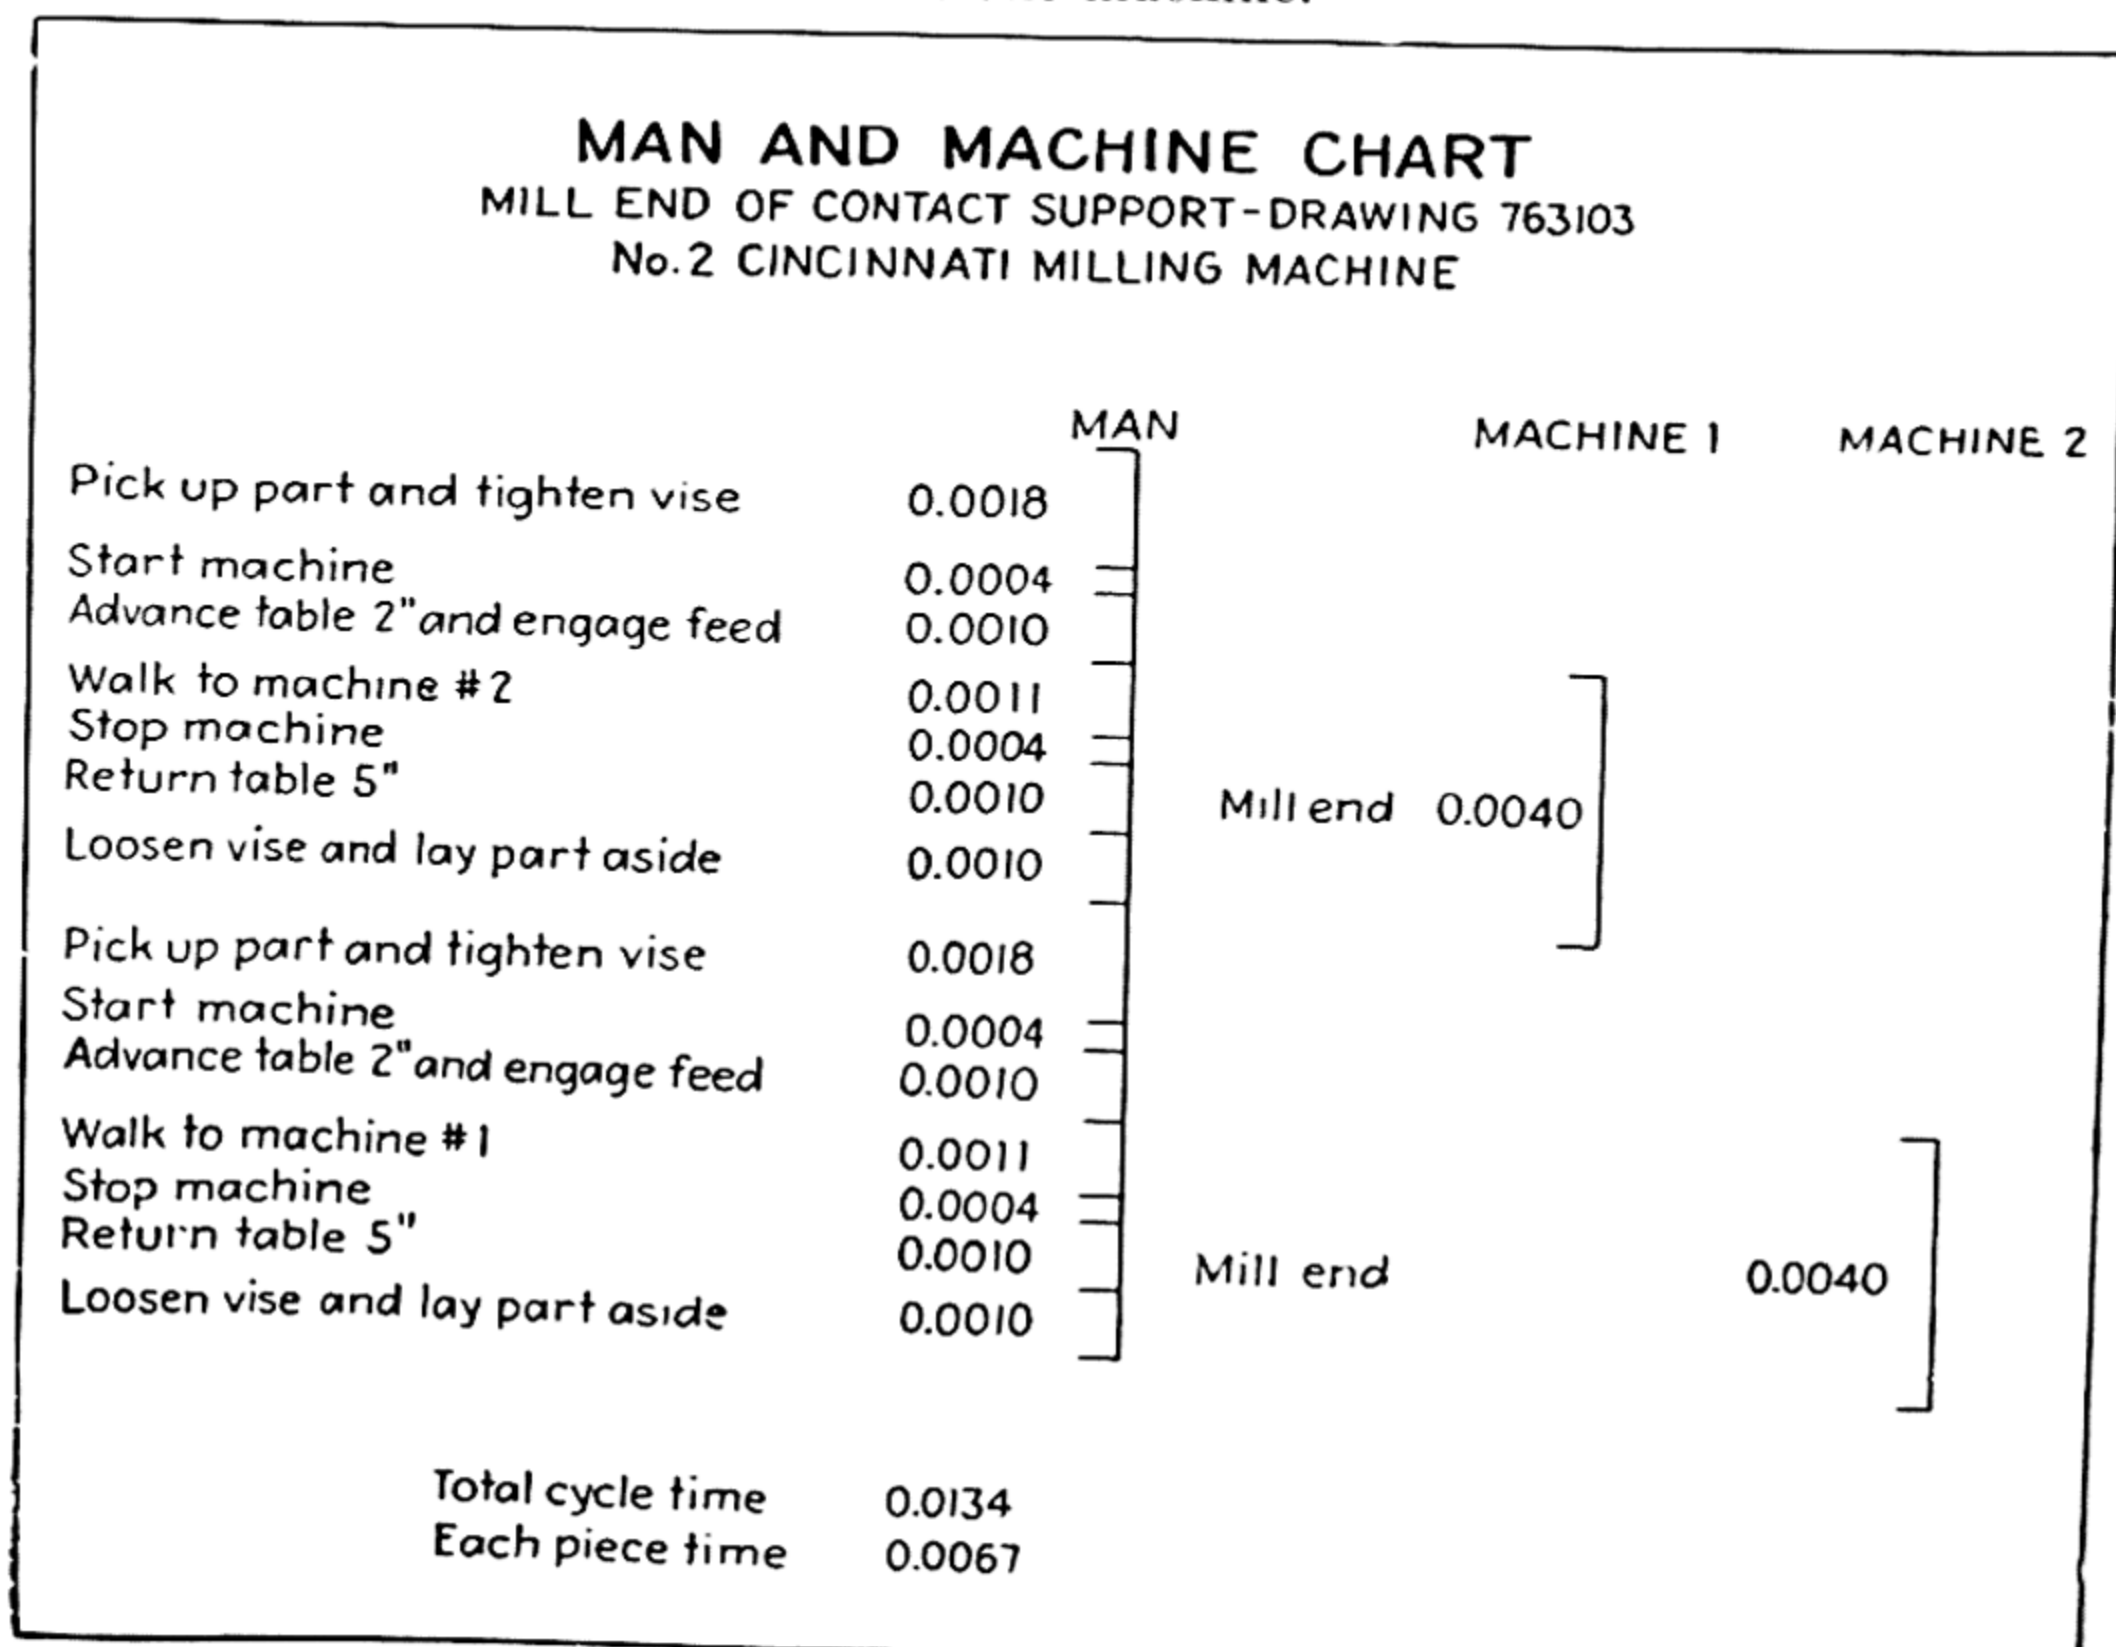 MAN AND MACHINE CHART
MILL END OF CONTACT SUPPORT-DRAWING 763103
No. 2 CINCINNATI MILLING MACHINE
MAN MACHINE 1 MACHINE 2
Pick up part and tighten vise 0.0018
Start machine 0.0004
Advance table 2" and engage feed 0.0010
Walk to machine #2 0.0011
Stop machine 0.0004
Return table 5" 0.0010 Mill end 0.0040
Loosen vise and lay part aside 0.0010
Pick up part and tighten vise 0.0018
Start machine 0.0004
Advance table 2" and engage feed 0.0010
Walk to machine #1 0.0011
Stop machine 0.0004
Return table 5" 0.0010 Mill end 0.0040
Loosen vise and lay part aside 0.0010
Total cycle time 0.0134
Each piece time 0.0067